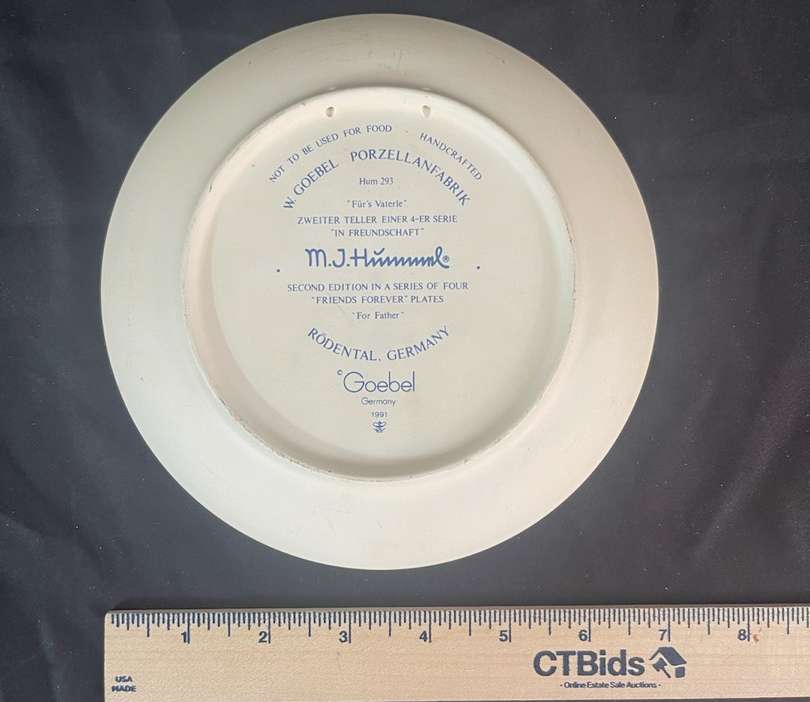 NOT TO BE USED FOR FOOD · HANDCRAFTED
W. GOEBEL PORZELLANFABRIK
Hum 293
"Für's Vaterle"
ZWEITER TELLER EINER 4-ER SERIE
"IN FREUNDSCHAFT"
M.J.Hummel®
SECOND EDITION IN A SERIES OF FOUR
"FRIENDS FOREVER" PLATES
"For Father"
RÖDENTAL, GERMANY
© Goebel
Germany
1991
1 2 3 4 5 6 7 8
CTBids
- Online Estate Sale Auctions -
USA
MADE